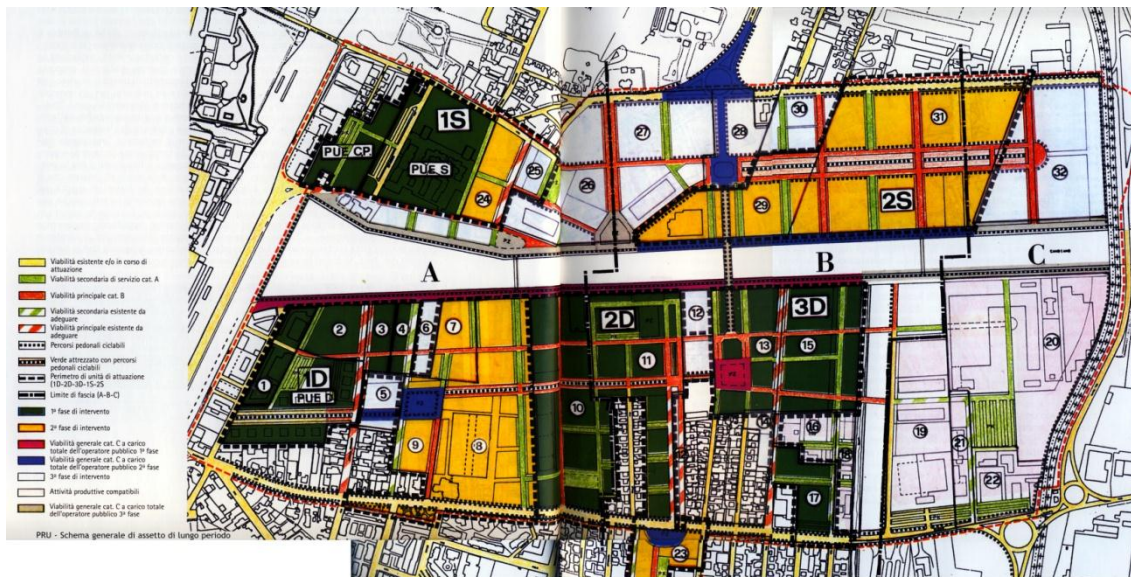 1S
PUE CP
PUE S
24
25
26
27
28
29
30
31
32
2S
A
B
C
1
2
3
4
5
6
7
8
9
10
11
12
13
14
15
16
17
18
19
20
21
22
23
1D
PUE D
2D
3D
Viabilità esistente e/o in corso di
attuazione
Viabilità secondaria di servizio cat. A
Viabilità principale cat. B
Viabilità secondaria esistente da
adeguare
Viabilità principale esistente da
adeguare
Percorsi pedonali ciclabili
Verde attrezzato con percorsi
pedonali ciclabili
Perimetro di unità di attuazione
(1D-2D-3D-1S-2S
Limite di fascia (A-B-C)
1ª fase di intervento
2ª fase di intervento
Viabilità generale cat. C a carico
totale dell'operatore pubblico 1ª fase
Viabilità generale cat. C a carico
totale dell'operatore pubblico 2ª fase
3ª fase di intervento
Attività produttive compatibili
Viabilità generale cat. C a carico totale
dell'operatore pubblico 3ª fase
PRU - Schema generale di assetto di lungo periodo